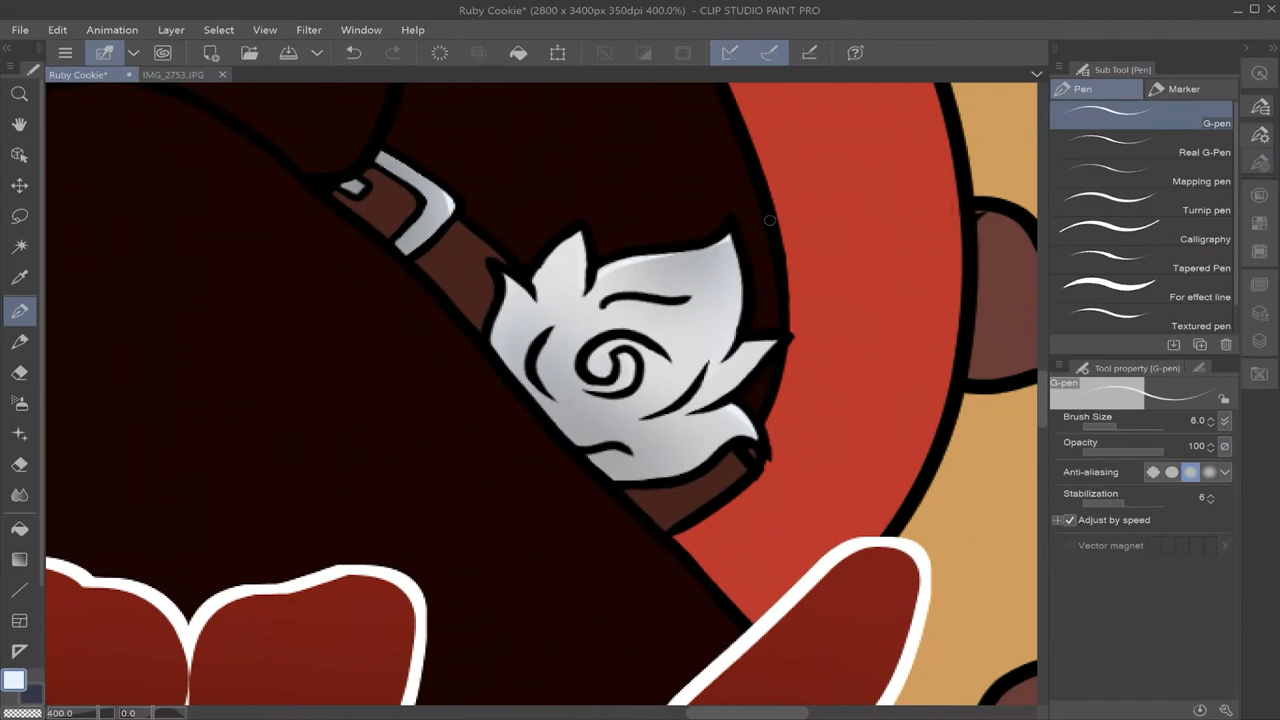 Ruby Cookie* (2800 x 3400px 350dpi 400.0%) - CLIP STUDIO PAINT PRO
File Edit Animation Layer Select View Filter Window Help
Ruby Cookie* IMG_2753.JPG
Sub Tool [Pen]
Pen Marker
G-pen
Real G-Pen
Mapping pen
Turnip pen
Calligraphy
Tapered Pen
For effect line
Textured pen
Tool property [G-pen]
G-pen
Brush Size 6.0
Opacity 100
Anti-aliasing
Stabilization 6
Adjust by speed
Vector magnet
400.0 0.0